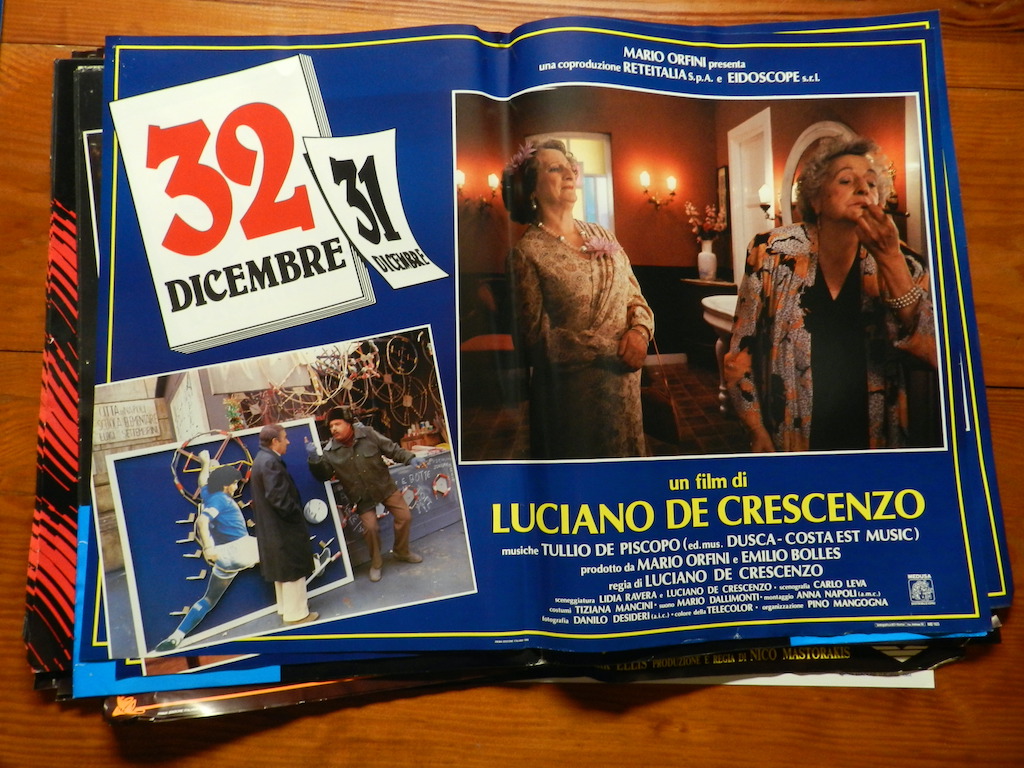 MARIO ORFINI presenta
una coproduzione RETEITALIA S.p.A. e EIDOSCOPE s.r.l.
32
DICEMBRE
31
DICEMBRE
un film di
LUCIANO DE CRESCENZO
musiche TULLIO DE PISCOPO (ed. mus. DUSCA - COSTA EST MUSIC)
prodotto da MARIO ORFINI e EMILIO BOLLES
regia di LUCIANO DE CRESCENZO
sceneggiatura LIDIA RAVERA e LUCIANO DE CRESCENZO • scenografia CARLO LEVA
costumi TIZIANA MANCINI • suono MARIO DALLIMONTI • montaggio ANNA NAPOLI (a.m.c.)
fotografia DANILO DESIDERI (a.i.c.) • colore della TELECOLOR • organizzazione PINO MANGOGNA
MEDUSA
ELLIS PRODUZIONE E REGIA DI NICO MASTORAKIS